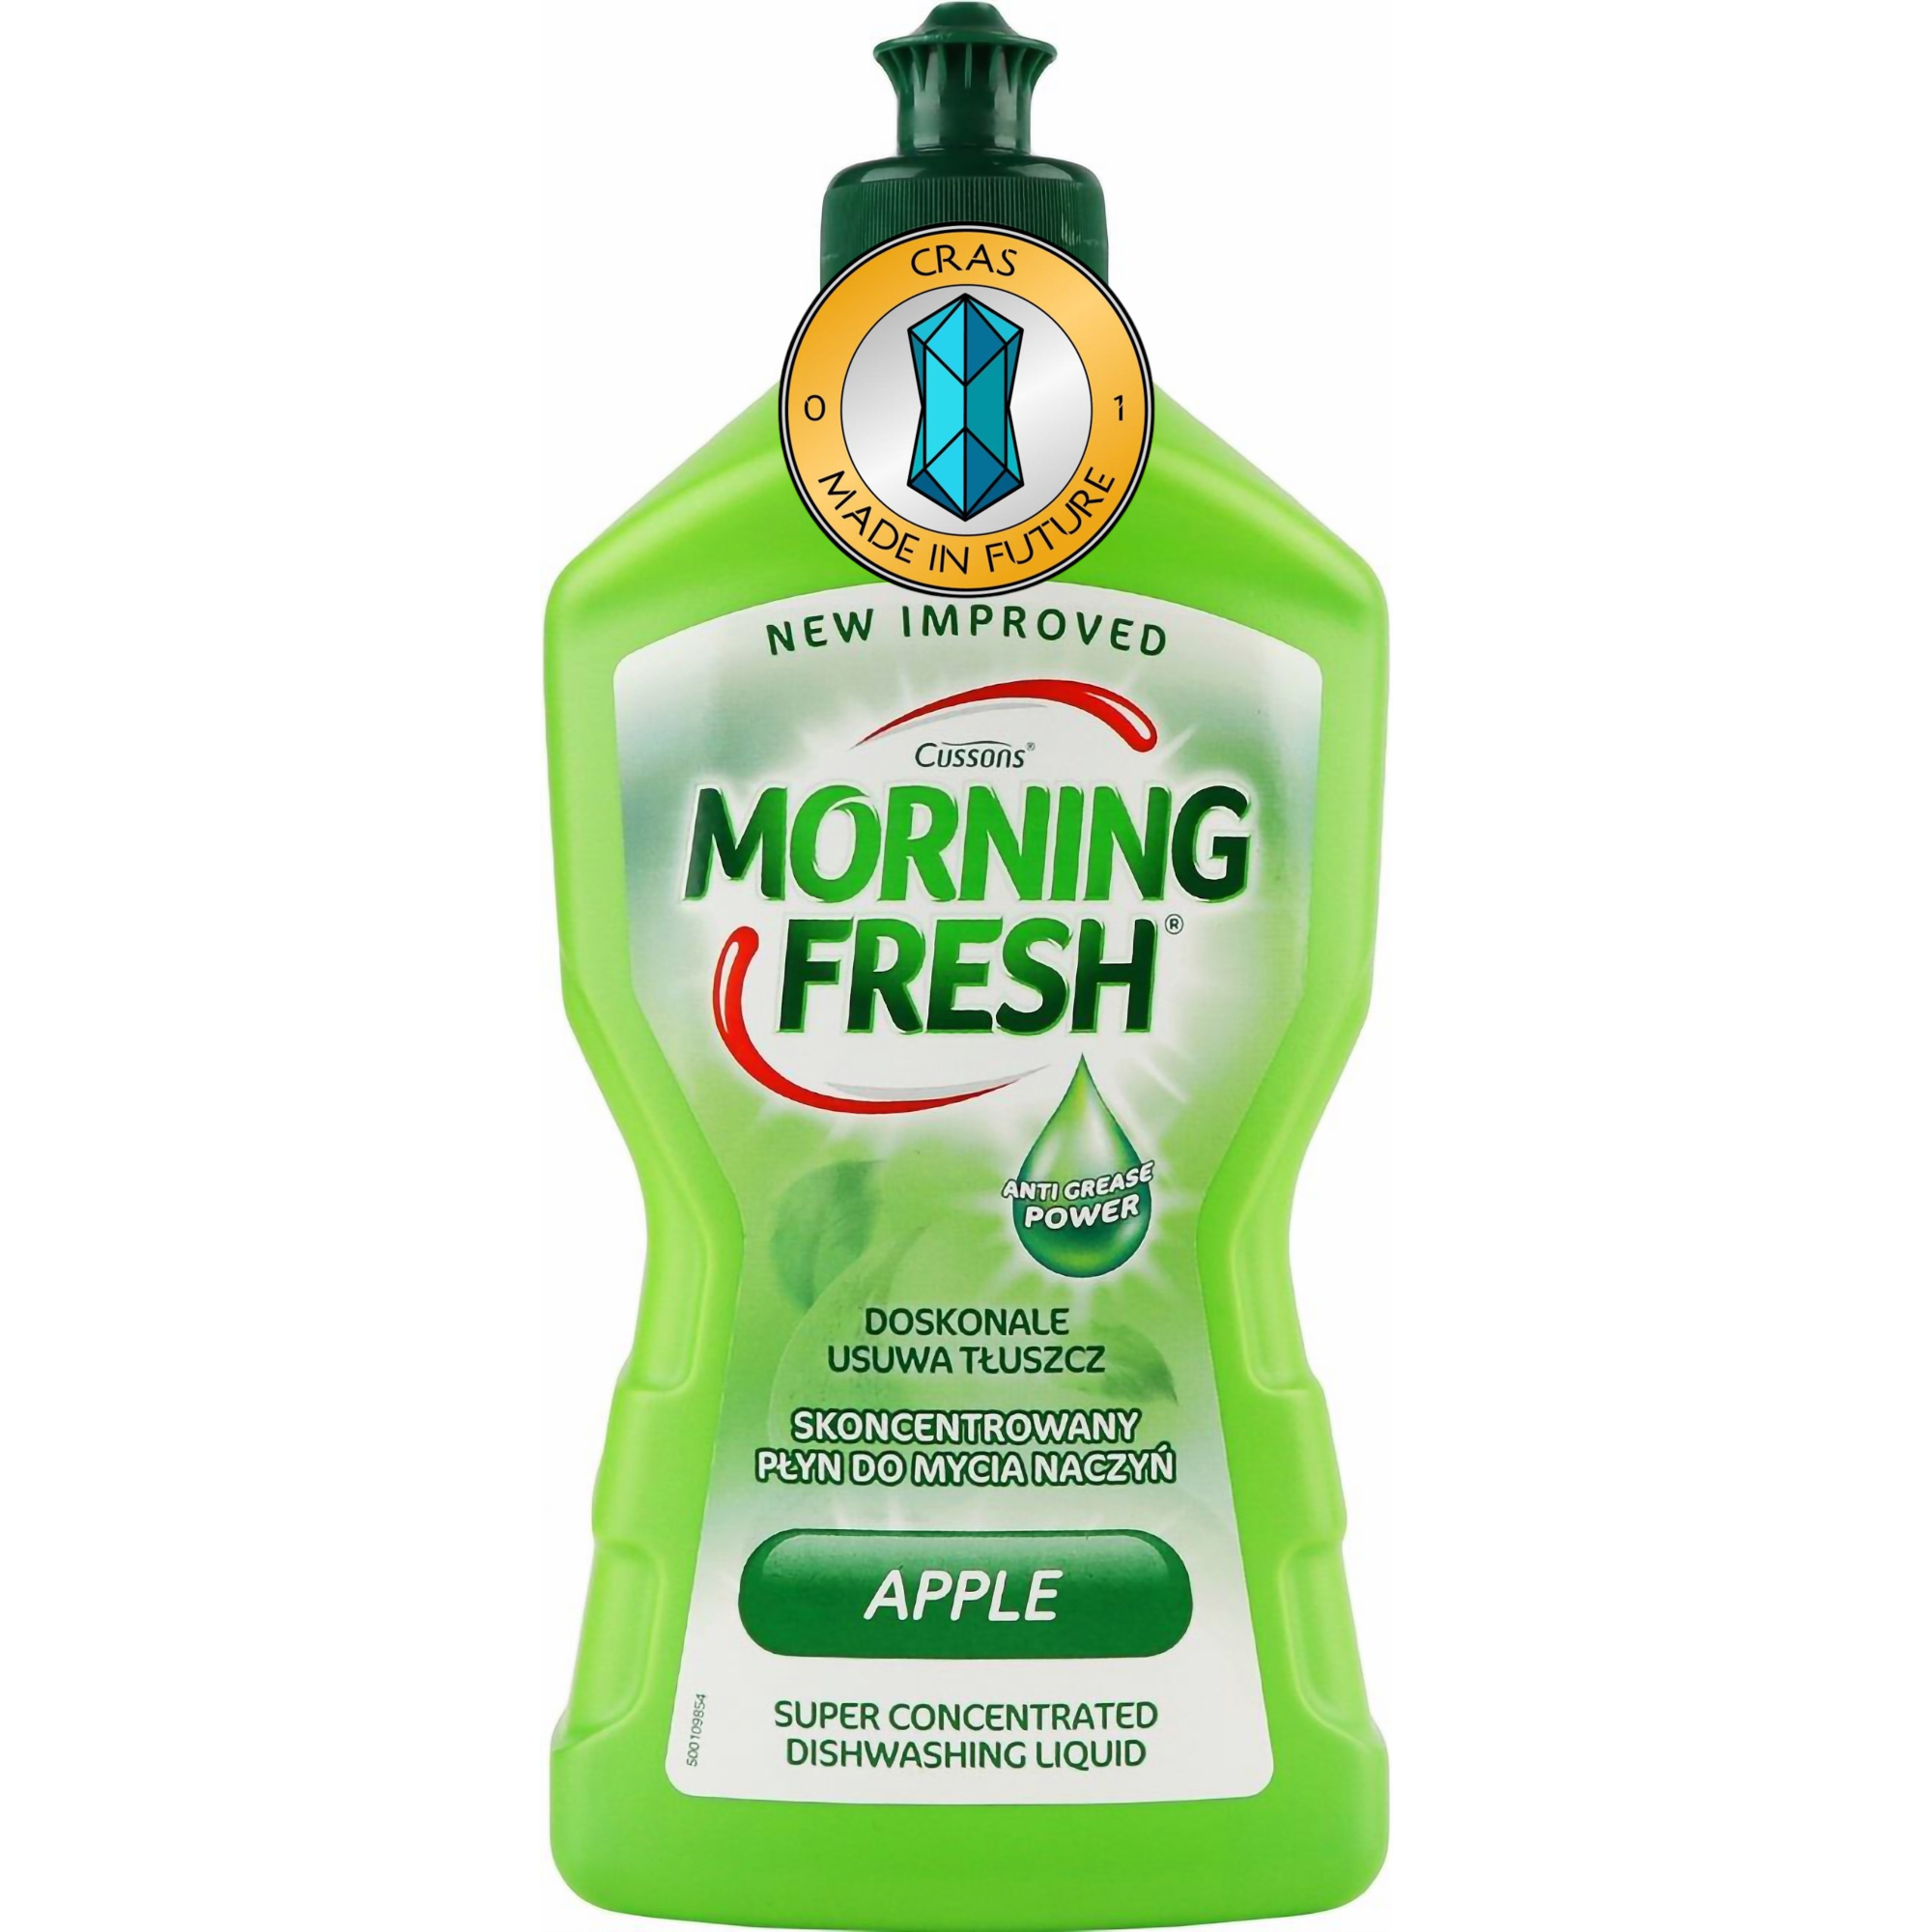 CRAS
0 1
MADE IN FUTURE
NEW IMPROVED
Cussons®
MORNING
FRESH®
ANTI GREASE
POWER
DOSKONALE
USUWA TŁUSZCZ
SKONCENTROWANY
PŁYN DO MYCIA NACZYŃ
APPLE
SUPER CONCENTRATED
DISHWASHING LIQUID
500109854